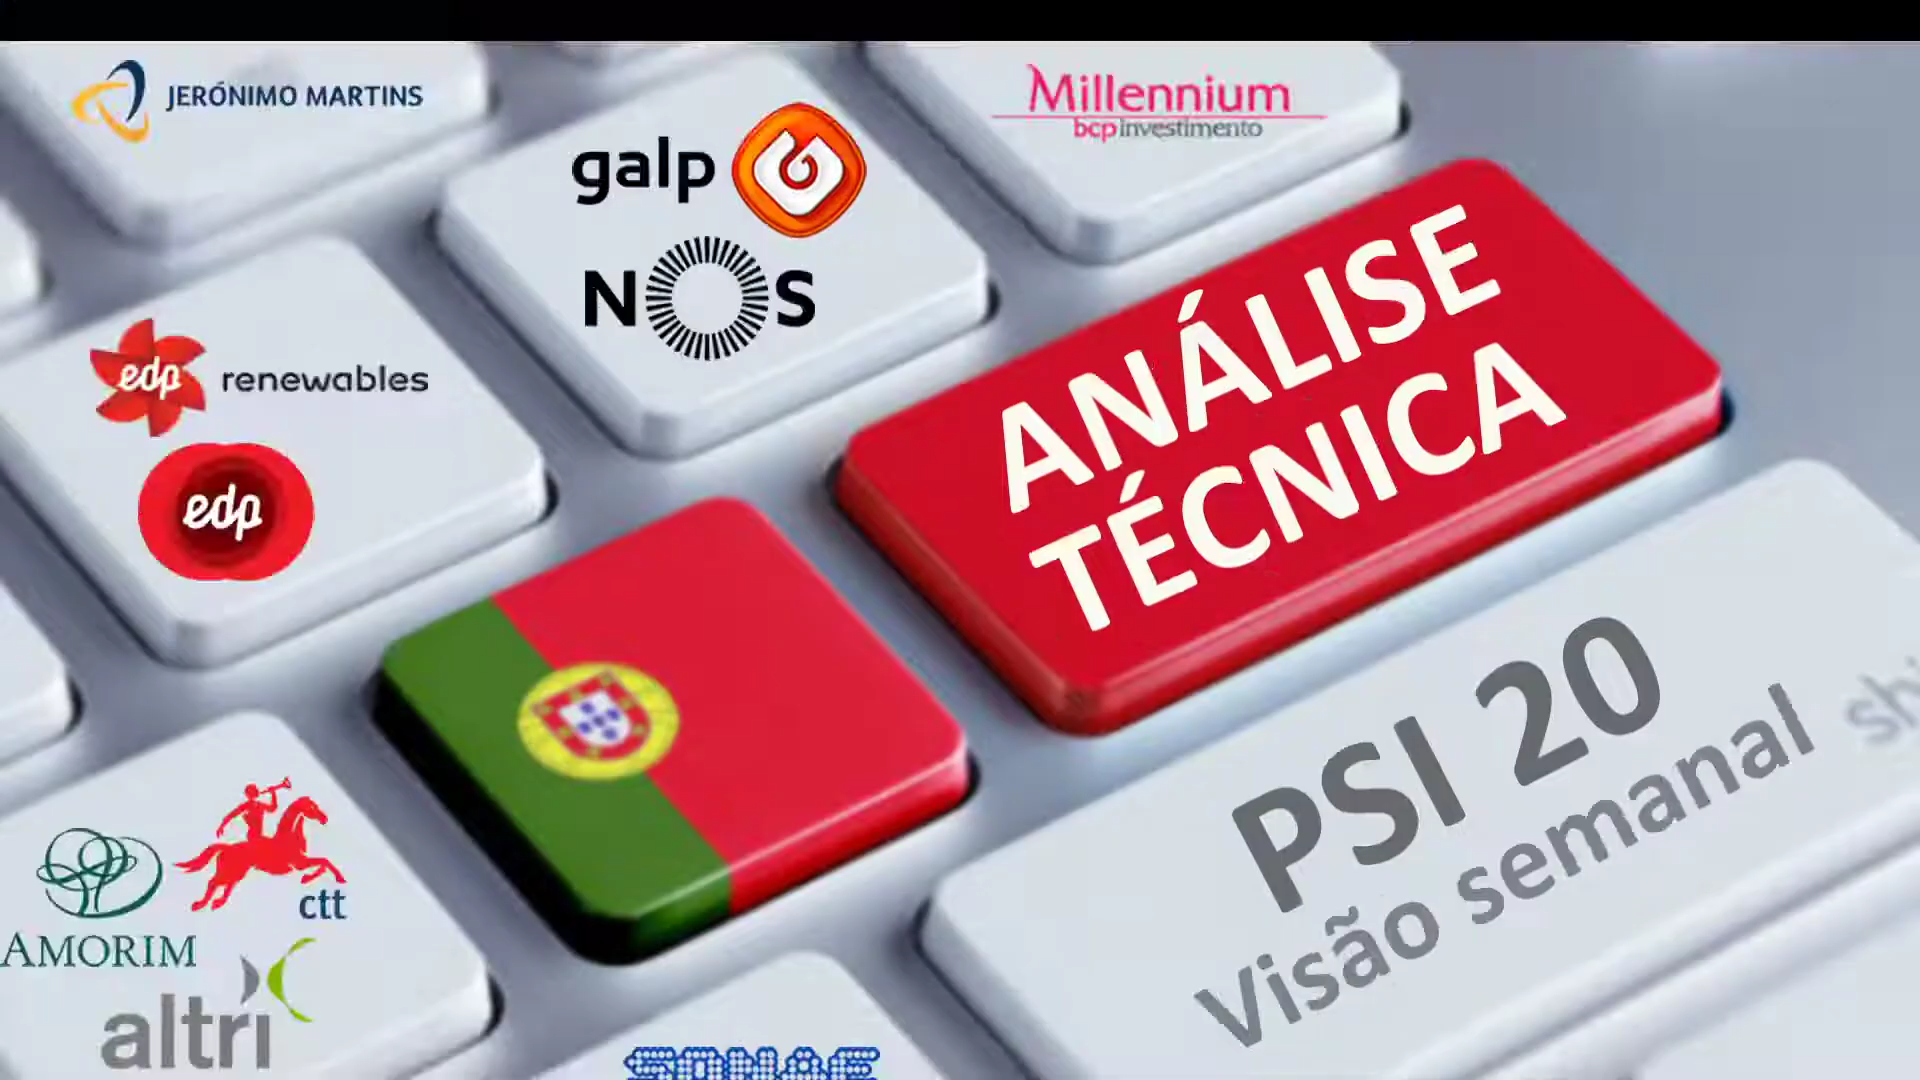 JERÓNIMO MARTINS
Millennium
bcp investimento
galp
NOS
edp renewables
edp
ANÁLISE
TÉCNICA
PSI 20
Visão semanal
ctt
AMORIM
altri
SONAE